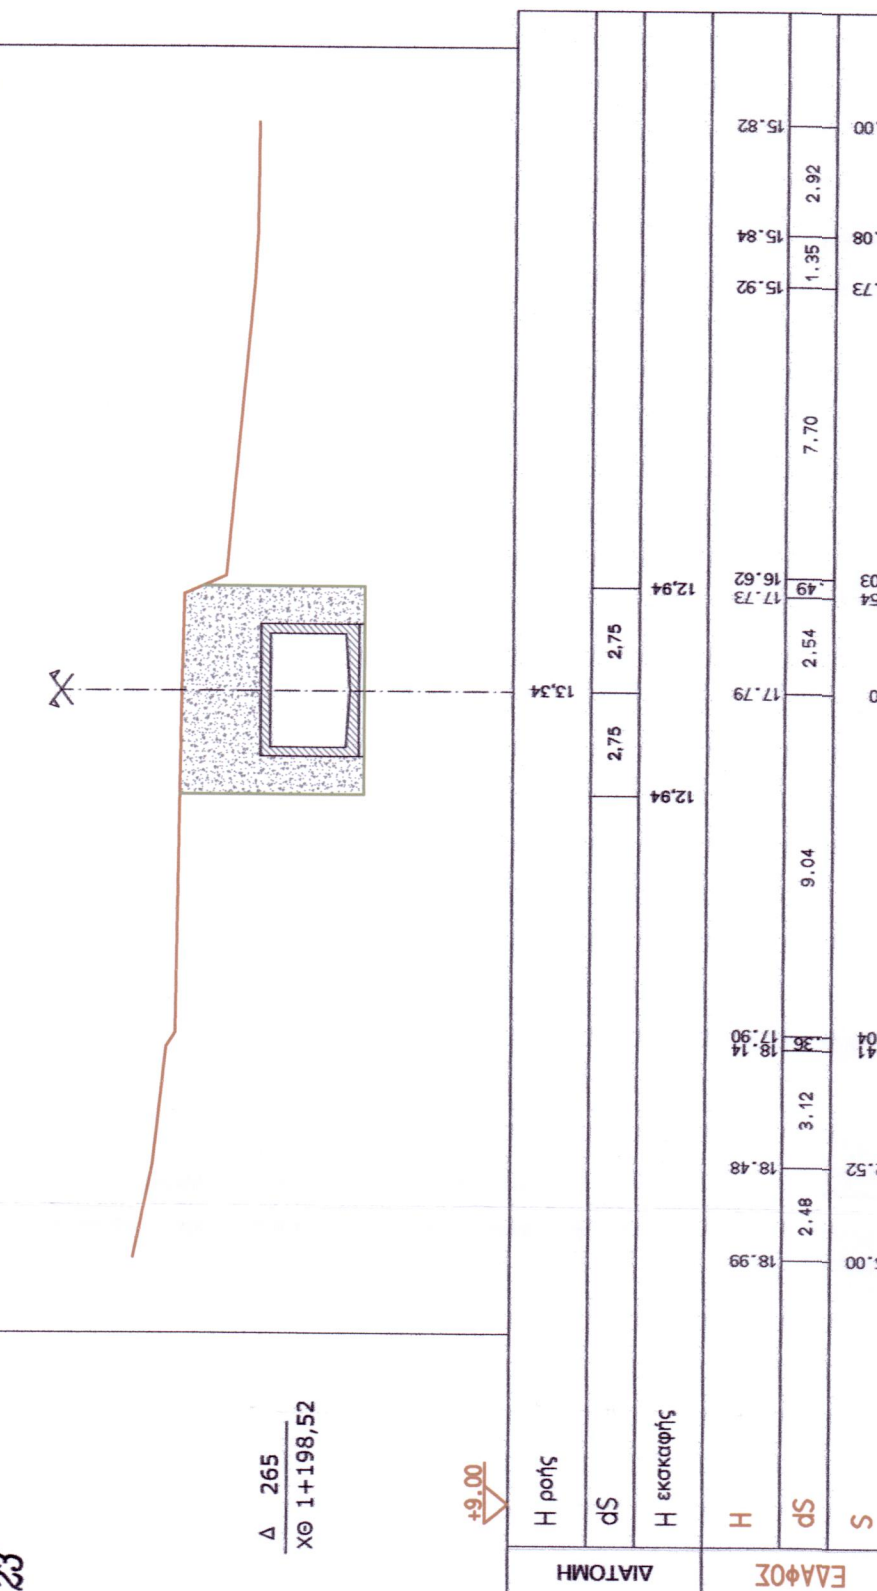 Δ 265
ΧΘ 1+198,52
+9.00
ΔΙΑΤΟΜΗ
Η ροής
13,34
dS
2,75 2,75
Η εκσκαφής
12,94 12,94
ΕΔΑΦΟΣ
H
18.99 18.48 18.14 17.90 17.79 17.73 16.62 15.92 15.84 15.82
dS
2.48 3.12 .36 9.04 2.54 .49 7.70 1.35 2.92
S